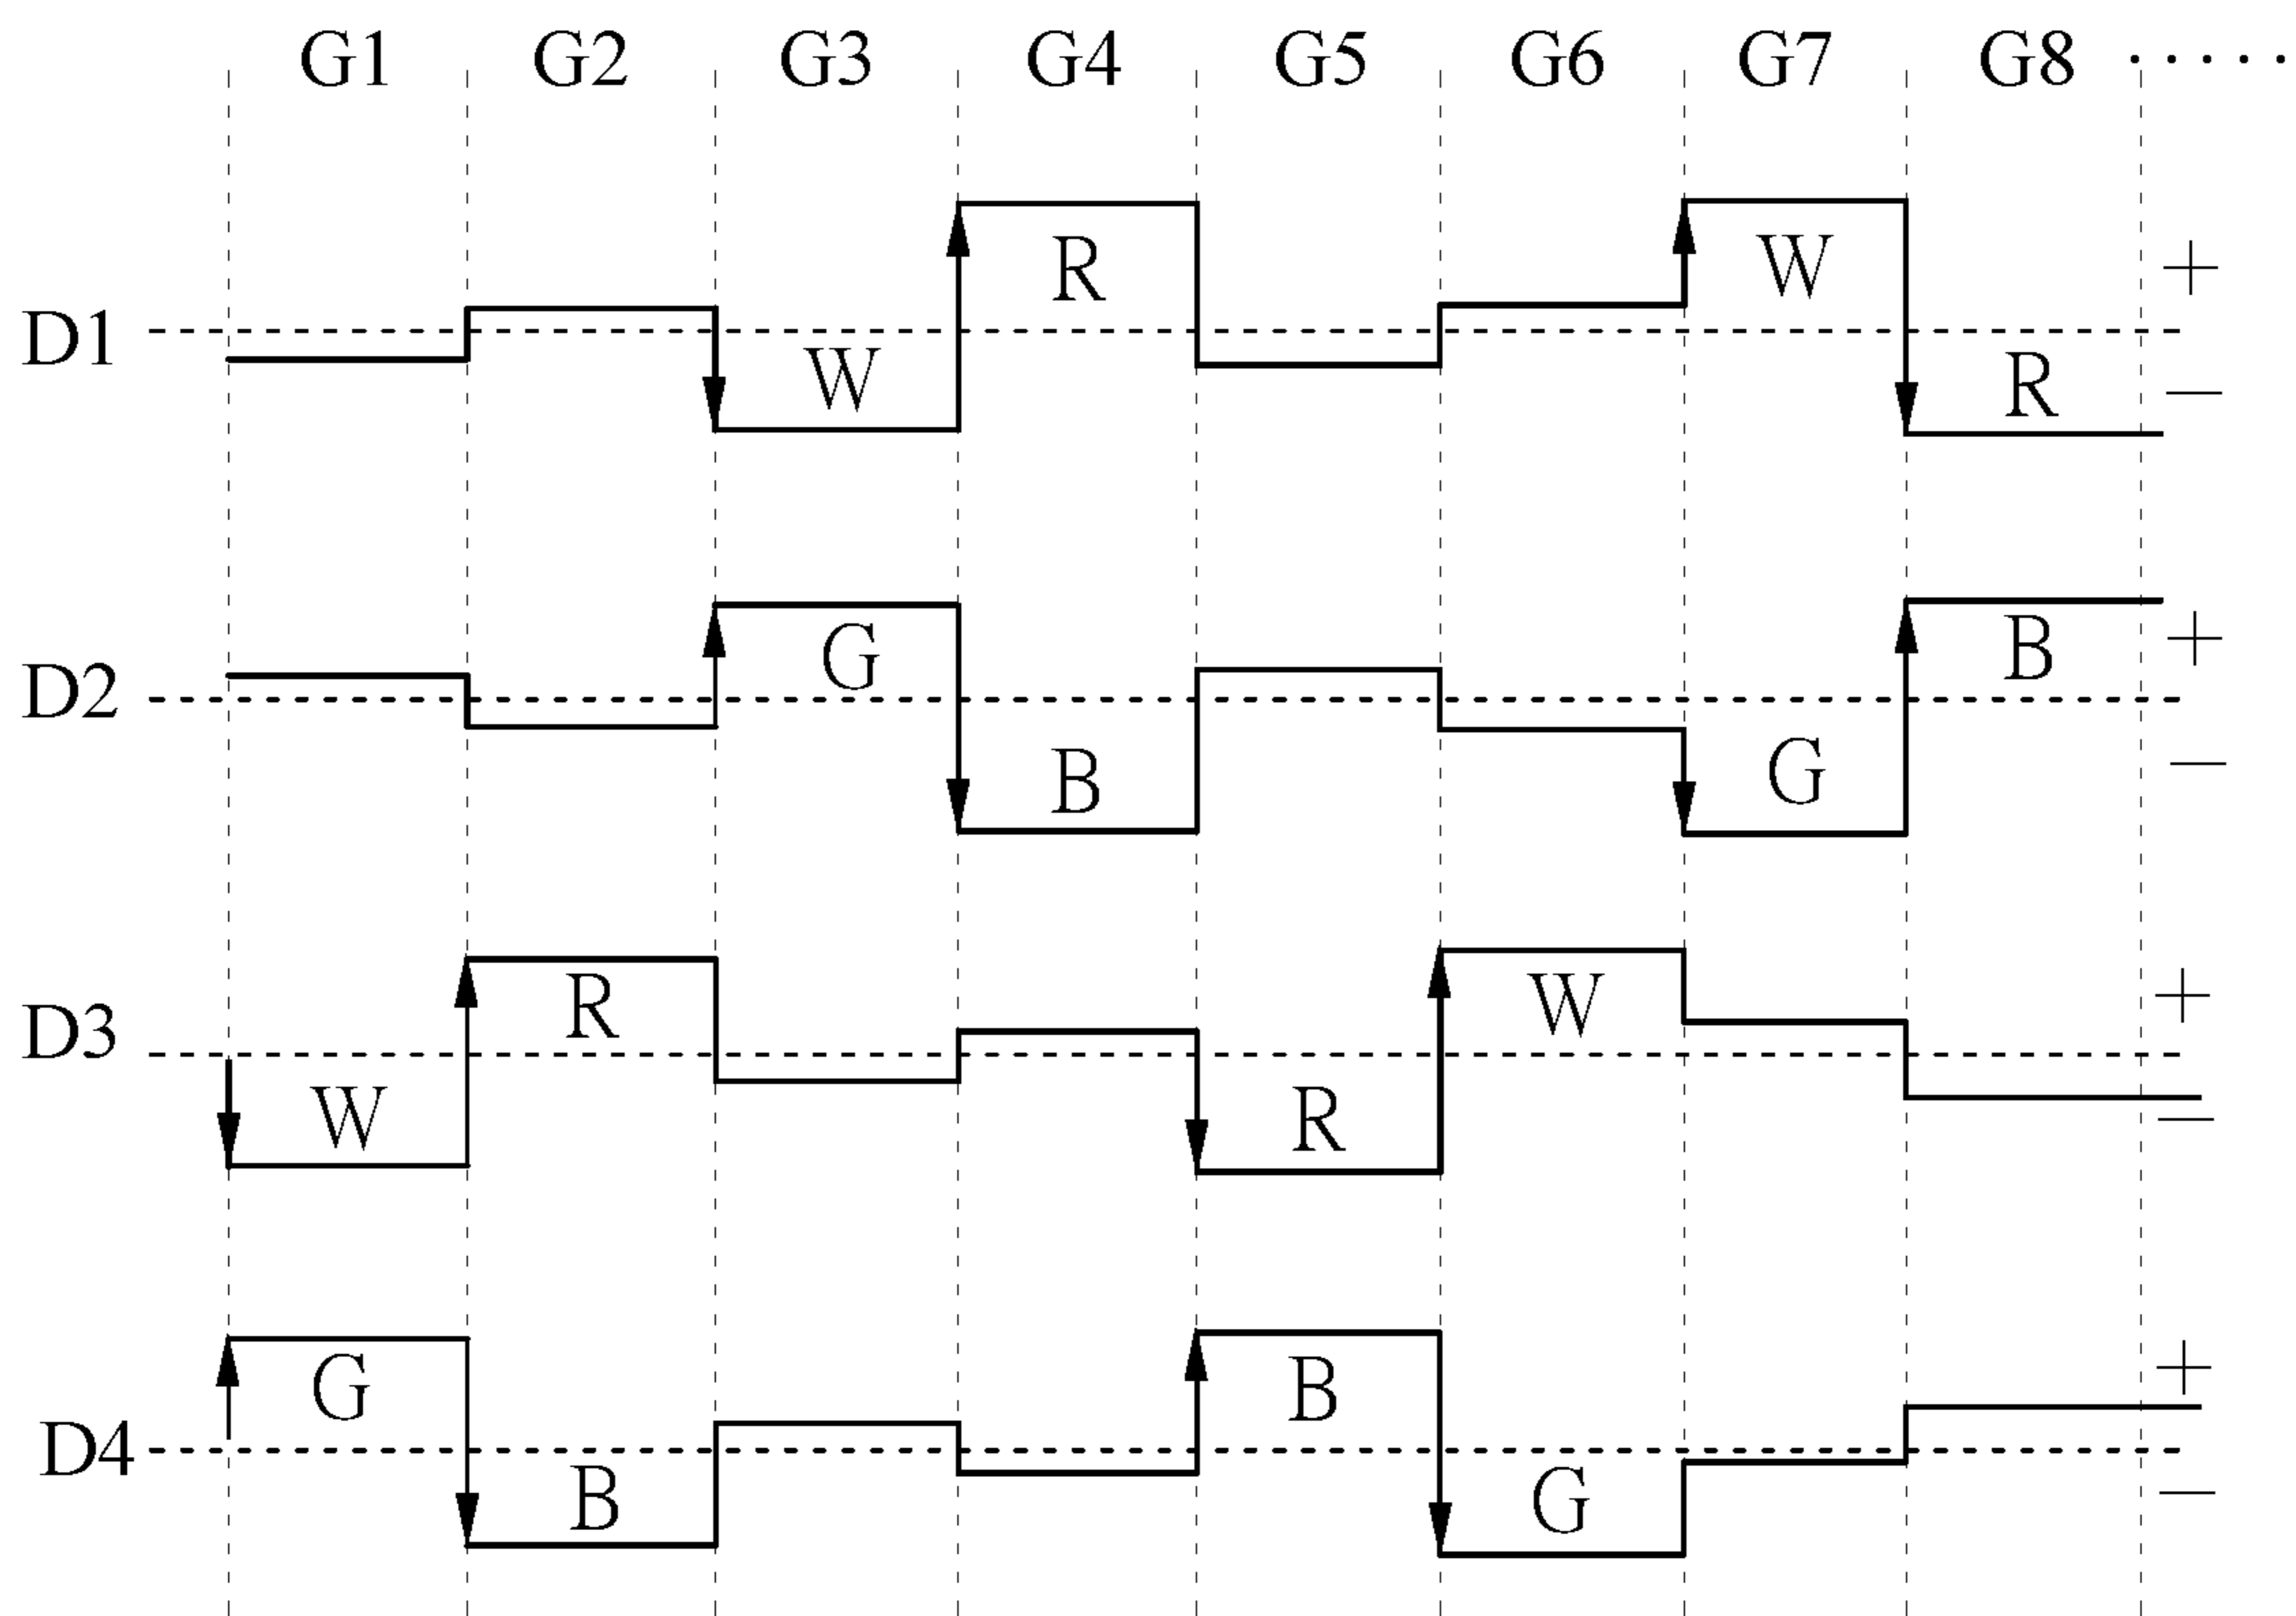 G1 G2 G3 G4 G5 G6 G7 G8 ·····
R W +
D1
W R −
G B +
D2
B G −
R W +
D3
W R −
G B +
D4
B G −